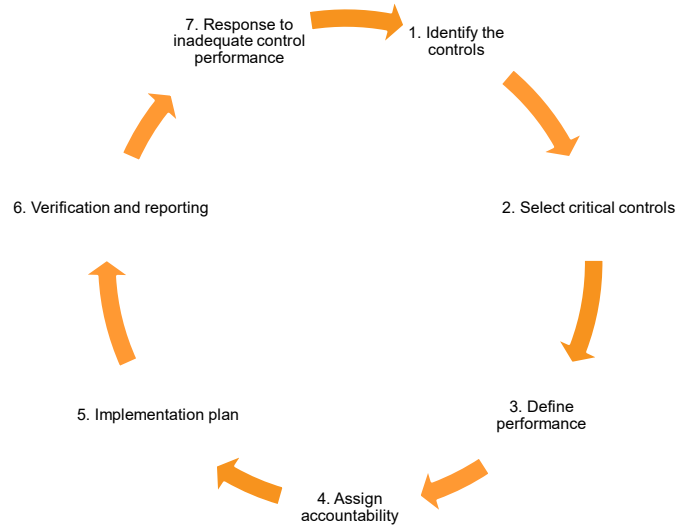 1. Identify the
controls
2. Select critical controls
3. Define
performance
4. Assign
accountability
5. Implementation plan
6. Verification and reporting
7. Response to
inadequate control
performance